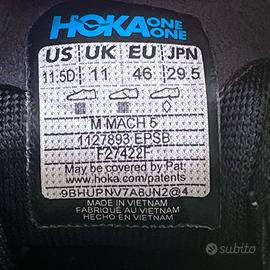 HOKA ONE ONE
US UK EU JPN
11.5D 11 46 29.5
M MACH 5
1127893 EPSB
F27422F
May be covered by Pat.
www.hoka.com/patents
9BHUPNV7A8JN2@4
MADE IN VIETNAM
FABRIQUÉ AU VIETNAM
HECHO EN VIETNAM
subito